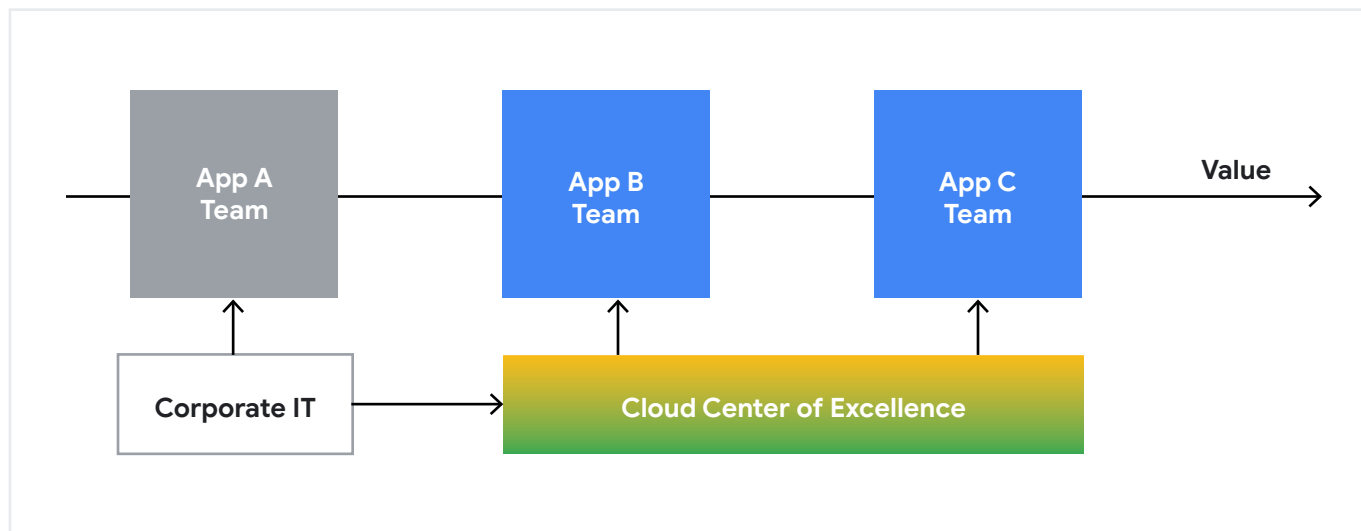 App A
Team
App B
Team
App C
Team
Value
Corporate IT
Cloud Center of Excellence